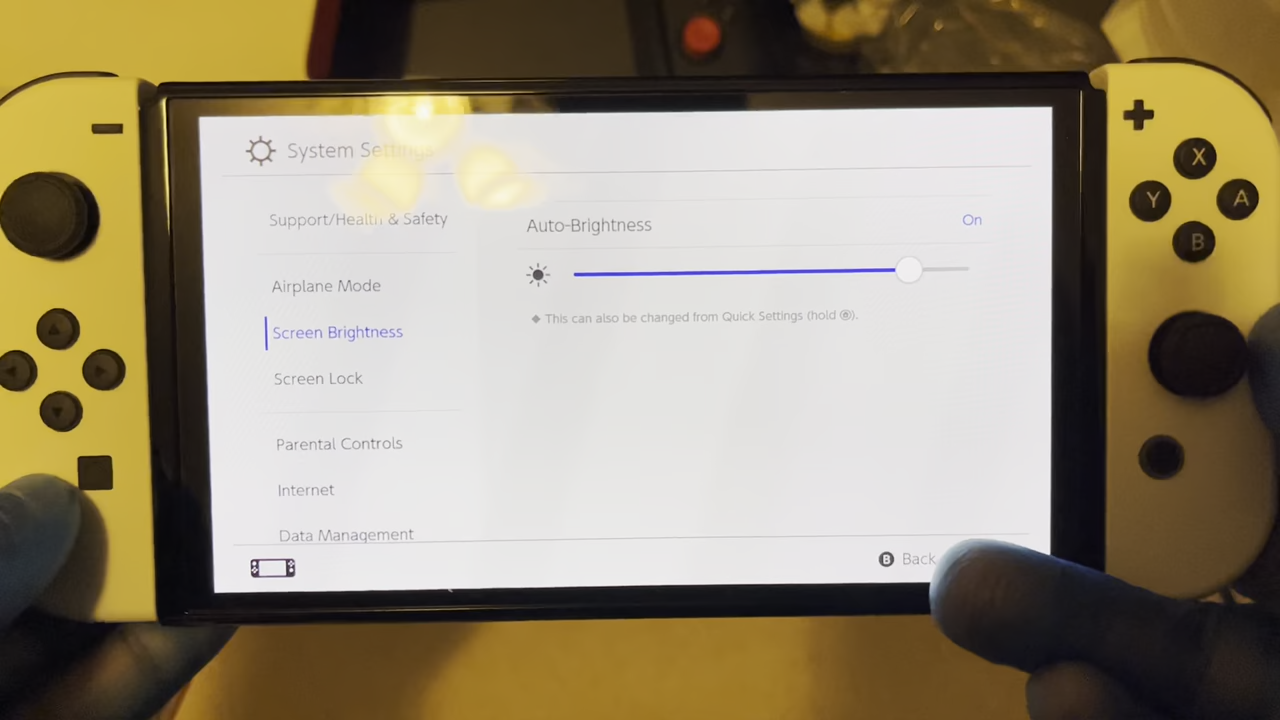 System Settings
Support/Health & Safety
Airplane Mode
Screen Brightness
Screen Lock
Parental Controls
Internet
Data Management
Auto-Brightness On
This can also be changed from Quick Settings (hold ).
B Back
X
Y
A
B